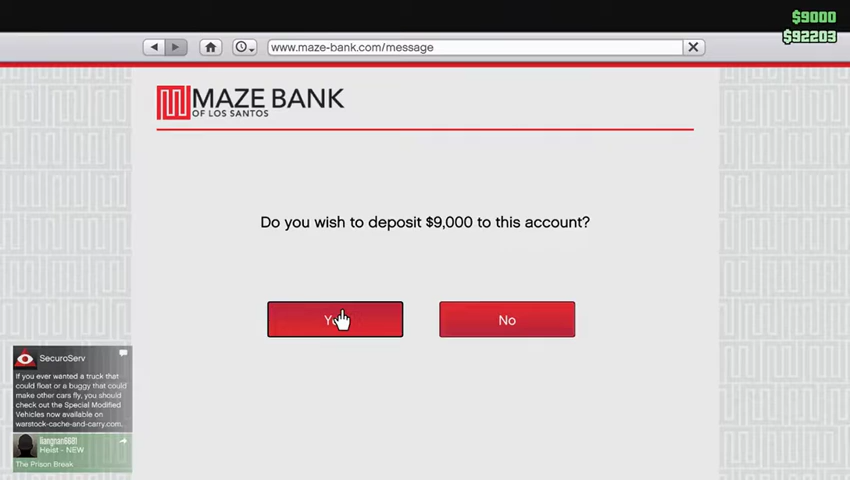 $9000
$92203
www.maze-bank.com/message
MAZE BANK
OF LOS SANTOS
Do you wish to deposit $9,000 to this account?
No
SecuroServ
If you ever wanted a truck that
could float or a buggy that could
make other cars fly, you should
check out the Special Modified
Vehicles now available on
warstock-cache-and-carry.com.
Heist - NEW
The Prison Break